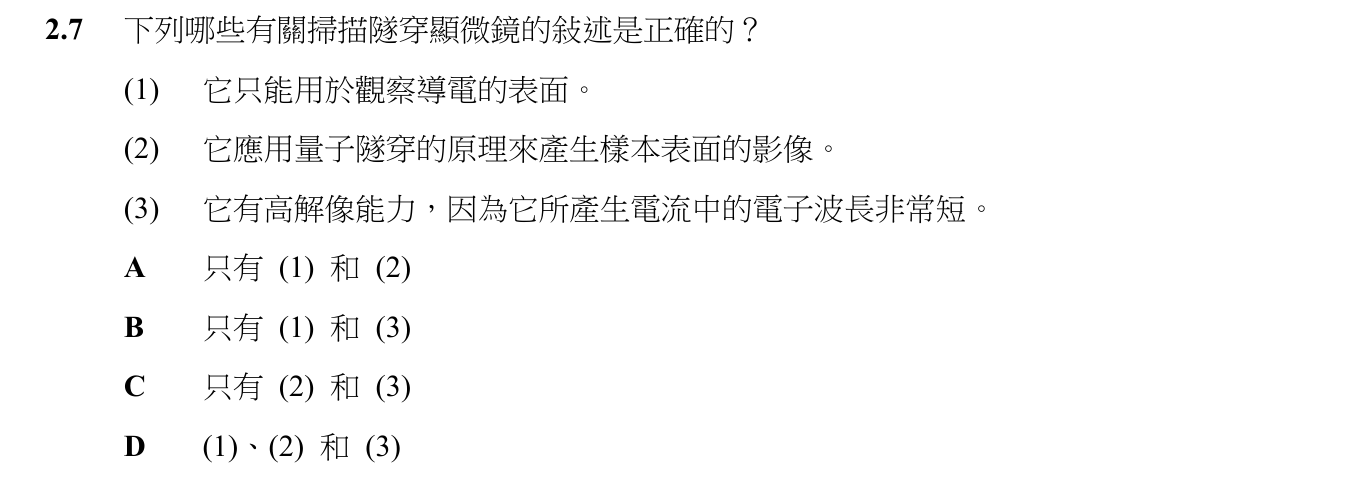 2.7 下列哪些有關掃描隧穿顯微鏡的敍述是正確的？
(1) 它只能用於觀察導電的表面。
(2) 它應用量子隧穿的原理來產生樣本表面的影像。
(3) 它有高解像能力，因為它所產生電流中的電子波長非常短。
A 只有 (1) 和 (2)
B 只有 (1) 和 (3)
C 只有 (2) 和 (3)
D (1)、(2) 和 (3)